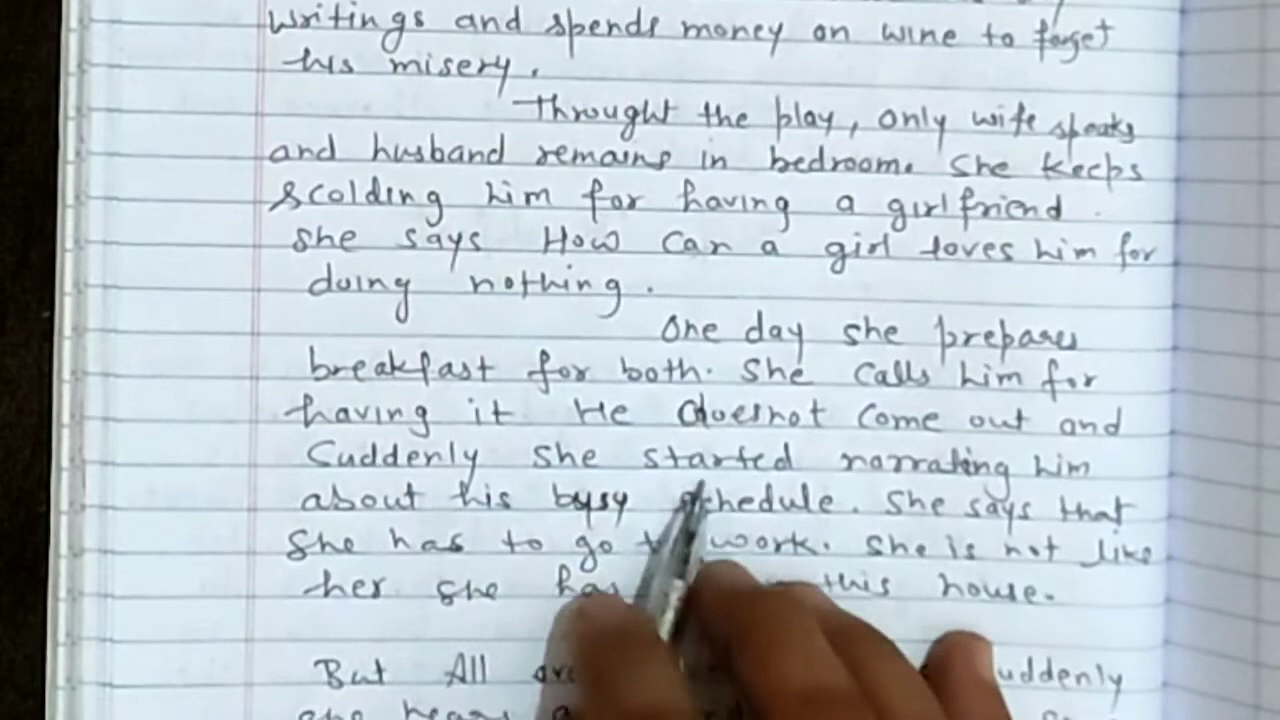 writings and spends money on wine to forget
his misery.
Throught the play, only wife speaks
and husband remains in bedroom. She keeps
scolding him for having a girlfriend.
she says How can a girl loves him for
doing nothing.
One day she prepares
breakfast for both. She calls him for
having it He doesnot come out and
Suddenly she started narrating him
about his bysy schedule. She says that
She has to go work. She is not like
her she has this house.
But All uddenly
she hears a